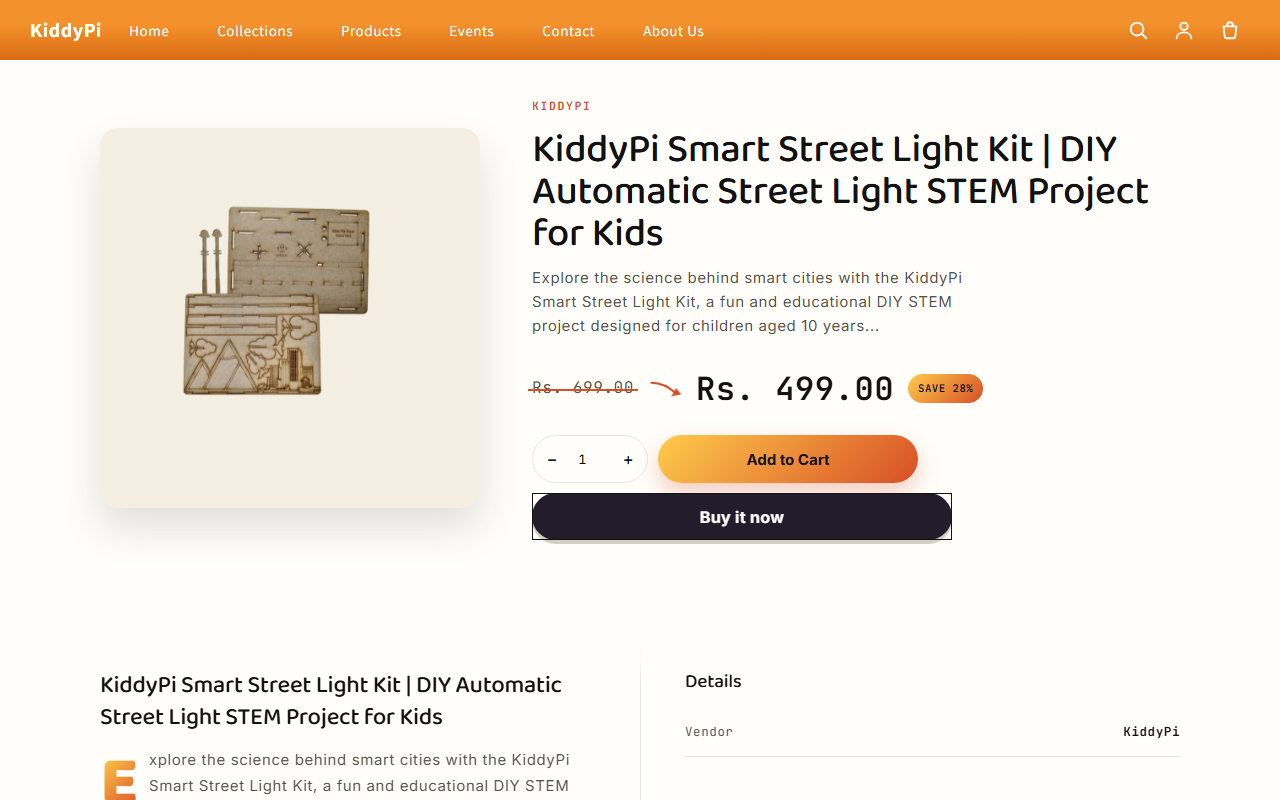 KiddyPi
Home
Collections
Products
Events
Contact
About Us
KIDDYPI
KiddyPi Smart Street Light Kit | DIY
Automatic Street Light STEM Project
for Kids
Explore the science behind smart cities with the KiddyPi
Smart Street Light Kit, a fun and educational DIY STEM
project designed for children aged 10 years...
Rs. 699.00
Rs. 499.00
SAVE 28%
− 1 +
Add to Cart
Buy it now
KiddyPi Smart Street Light Kit | DIY Automatic
Street Light STEM Project for Kids
Explore the science behind smart cities with the KiddyPi
Smart Street Light Kit, a fun and educational DIY STEM
Details
Vendor
KiddyPi